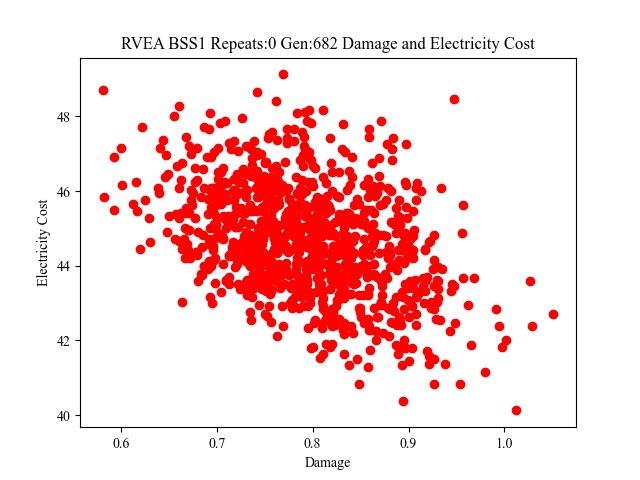 RVEA BSS1 Repeats:0 Gen:682 Damage and Electricity Cost
48
46
44
42
40
Electricity Cost
0.6 0.7 0.8 0.9 1.0
Damage